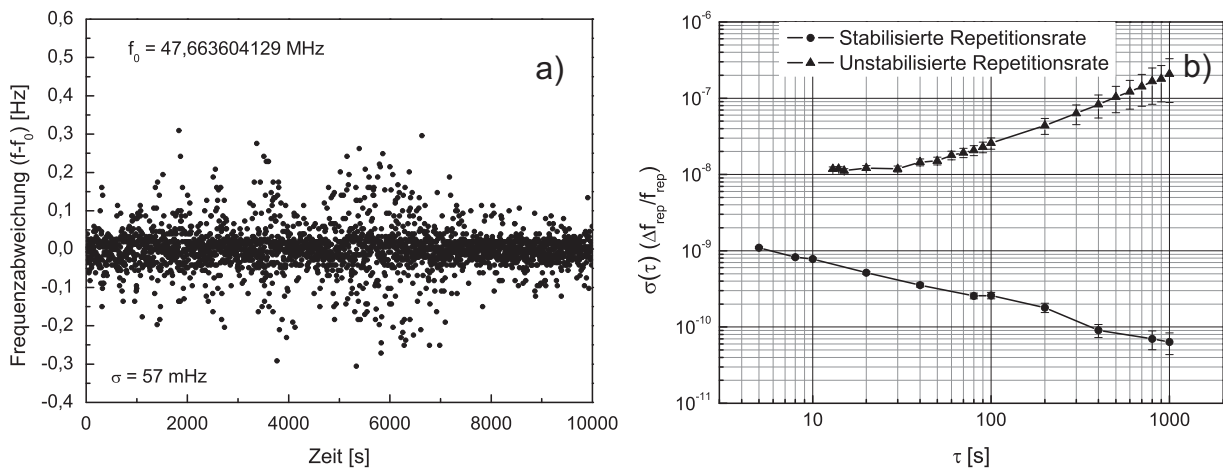 0,6
0,5
0,4
0,3
0,2
0,1
0,0
-0,1
-0,2
-0,3
-0,4
Frequenzabweichung (f-f₀) [Hz]
f₀ = 47,663604129 MHz
a)
σ = 57 mHz
0 2000 4000 6000 8000 10000
Zeit [s]
10⁻⁶
10⁻⁷
10⁻⁸
10⁻⁹
10⁻¹⁰
10⁻¹¹
σ(τ) (Δf_rep/f_rep)
Stabilisierte Repetitionsrate
Unstabilisierte Repetitionsrate
b)
10 100 1000
τ [s]